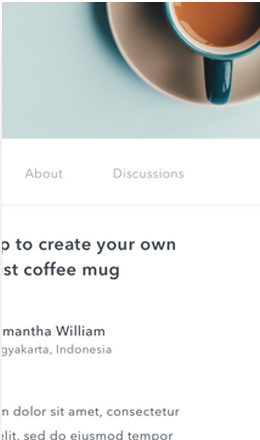 About Discussions
p to create your own
ist coffee mug
mantha William
gyakarta, Indonesia
m dolor sit amet, consectetur
elit, sed do eiusmod tempor